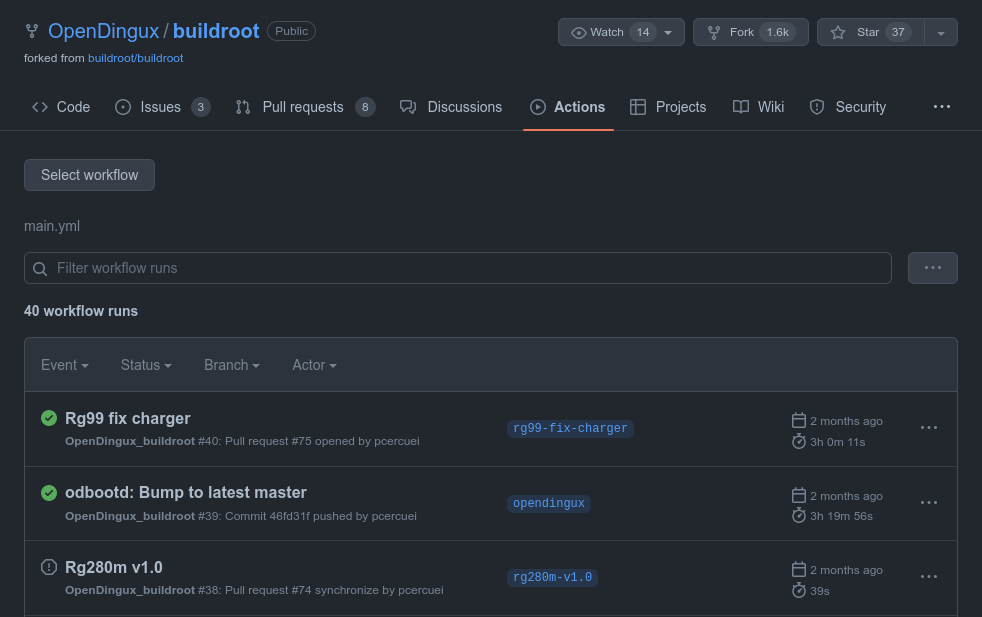 OpenDingux / buildroot Public
Watch 14
Fork 1.6k
Star 37
forked from buildroot/buildroot
Code
Issues 3
Pull requests 8
Discussions
Actions
Projects
Wiki
Security
Select workflow
main.yml
Filter workflow runs
40 workflow runs
Event
Status
Branch
Actor
Rg99 fix charger
OpenDingux_buildroot #40: Pull request #75 opened by pcercuei
rg99-fix-charger
2 months ago
3h 0m 11s
odbootd: Bump to latest master
OpenDingux_buildroot #39: Commit 46fd31f pushed by pcercuei
opendingux
2 months ago
3h 19m 56s
Rg280m v1.0
OpenDingux_buildroot #38: Pull request #74 synchronize by pcercuei
rg280m-v1.0
2 months ago
39s